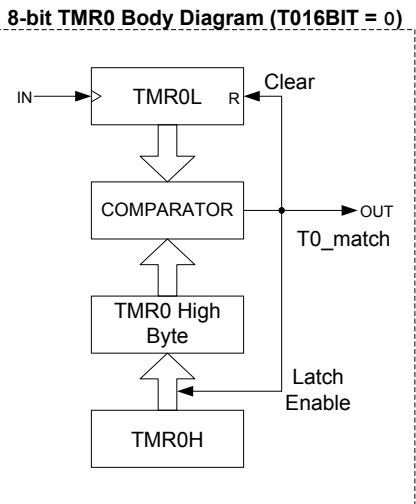 8-bit TMR0 Body Diagram (T016BIT = 0)
IN
TMR0L
R
Clear
COMPARATOR
OUT
T0_match
TMR0 High
Byte
Latch
Enable
TMR0H